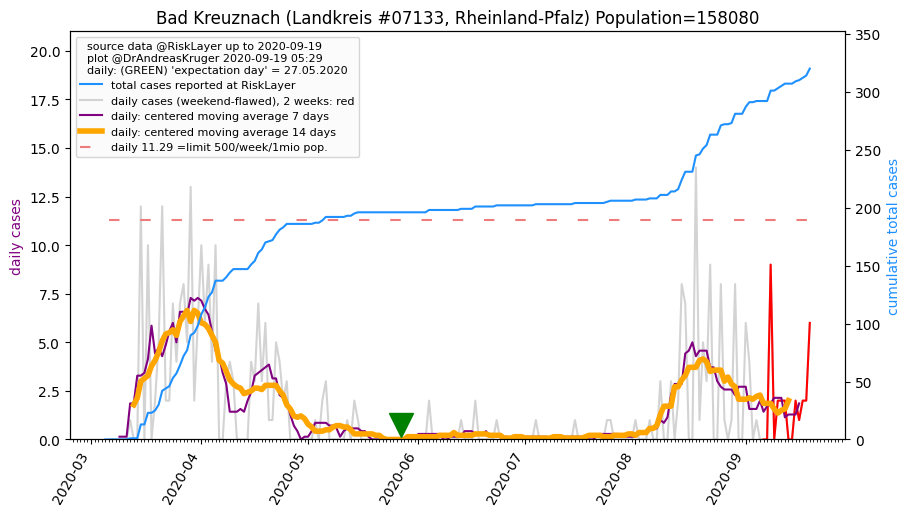 Bad Kreuznach (Landkreis #07133, Rheinland-Pfalz) Population=158080
source data @RiskLayer up to 2020-09-19
plot @DrAndreasKruger 2020-09-19 05:29
daily: (GREEN) 'expectation day' = 27.05.2020
total cases reported at RiskLayer
daily cases (weekend-flawed), 2 weeks: red
daily: centered moving average 7 days
daily: centered moving average 14 days
daily 11.29 =limit 500/week/1mio pop.
daily cases
20.0
17.5
15.0
12.5
10.0
7.5
5.0
2.5
0.0
cumulative total cases
350
300
250
200
150
100
50
0
2020-03
2020-04
2020-05
2020-06
2020-07
2020-08
2020-09